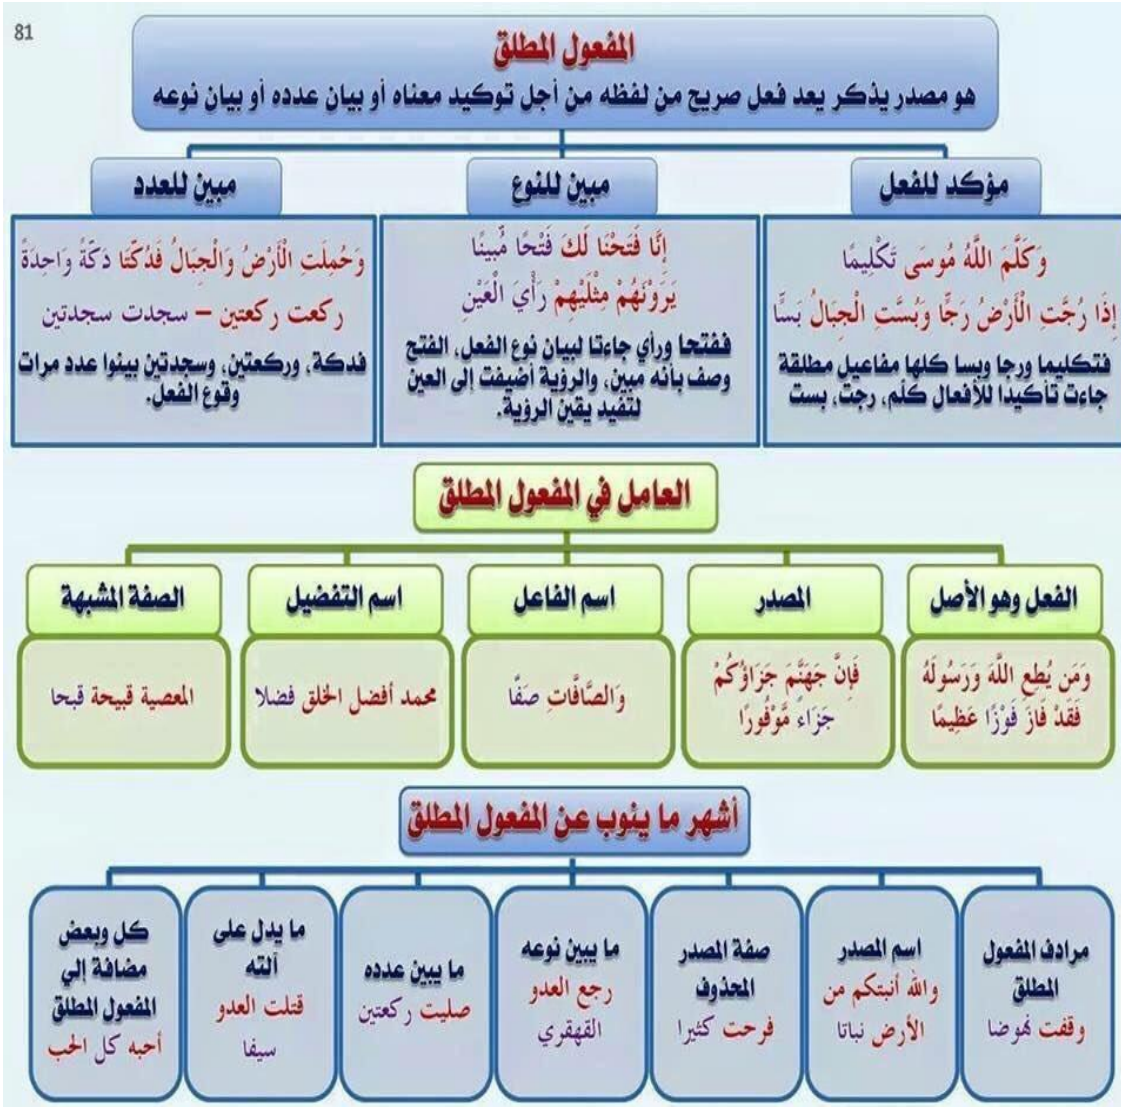 81
المفعول المطلق
هو مصدر يذكر يعد فعل صريح من لفظه من أجل توكيد معناه أو بيان عدده أو بيان نوعه
مؤكد للفعل
وَكَلَّمَ اللَّهُ مُوسَى تَكْلِيمًا
إِذَا رُجَّتِ الْأَرْضُ رَجًّا وَبُسَّتِ الْجِبَالُ بَسًّا
فتكليما ورجا وبسا كلها مفاعيل مطلقة
جاءت تأكيدا للأفعال كلّم، رجت، بست
مبين للنوع
إِنَّا فَتَحْنَا لَكَ فَتْحًا مُّبِينًا
يَرَوْنَهُمْ مِثْلَيْهِمْ رَأْيَ الْعَيْنِ
ففتحا ورأي جاءتا لبيان نوع الفعل، الفتح
وصف بأنه مبين، والرؤية أضيفت إلى العين
لتفيد يقين الرؤية.
مبين للعدد
وَحُمِلَتِ الْأَرْضُ وَالْجِبَالُ فَدُكَّتَا دَكَّةً وَاحِدَةً
ركعت ركعتين – سجدت سجدتين
فدكة، وركعتين، وسجدتين بينوا عدد مرات
وقوع الفعل.
العامل في المفعول المطلق
الفعل وهو الأصل
وَمَن يُطِعِ اللَّهَ وَرَسُولَهُ
فَقَدْ فَازَ فَوْزًا عَظِيمًا
المصدر
فَإِنَّ جَهَنَّمَ جَزَاؤُكُمْ
جَزَاءً مَّوْفُورًا
اسم الفاعل
وَالصَّافَّاتِ صَفًّا
اسم التفضيل
محمد أفضل الخلق فضلا
الصفة المشبهة
المعصية قبيحة قبحا
أشهر ما ينوب عن المفعول المطلق
مرادف المفعول
المطلق
وقفت نهوضا
اسم المصدر
والله أنبتكم من
الأرض نباتا
صفة المصدر
المحذوف
فرحت كثيرا
ما يبين نوعه
رجع العدو
القهقري
ما يبين عدده
صليت ركعتين
ما يدل على
آلته
قتلت العدو
سيفا
كل وبعض
مضافة إلي
المفعول المطلق
أحبه كل الحب